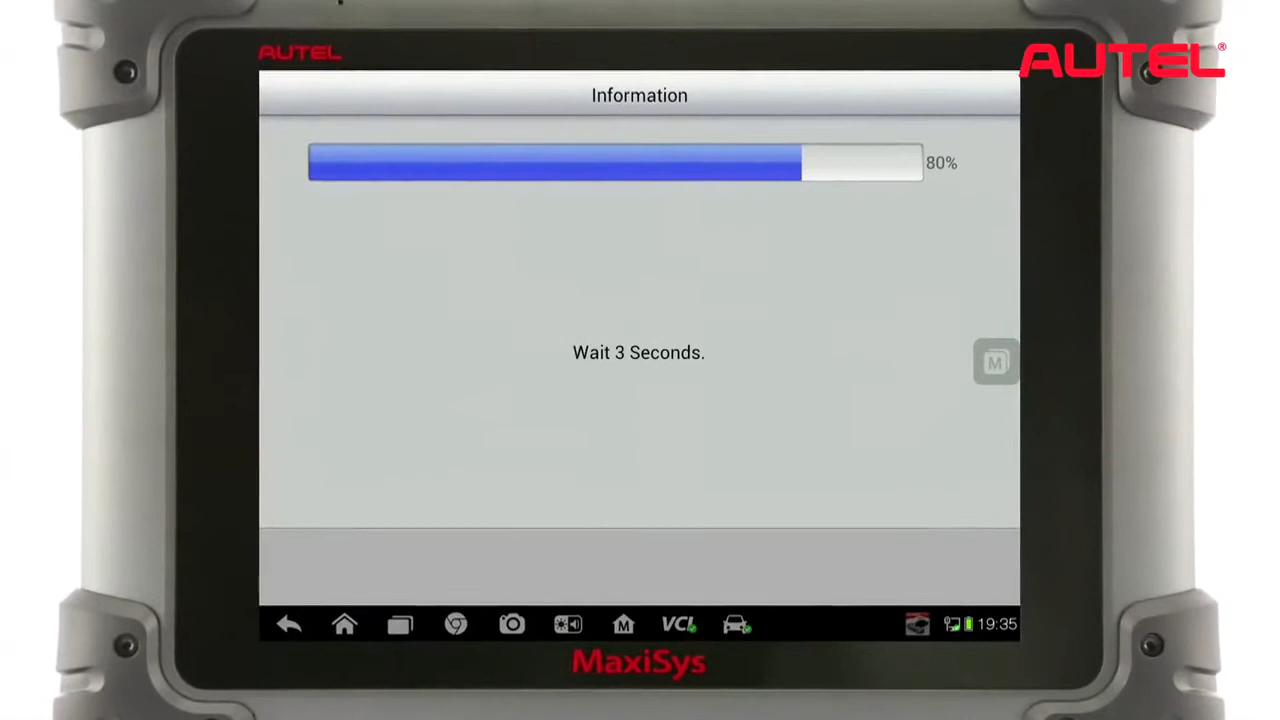 AUTEL
AUTEL®
Information
80%
Wait 3 Seconds.
M
M
VCI
19:35
MaxiSys